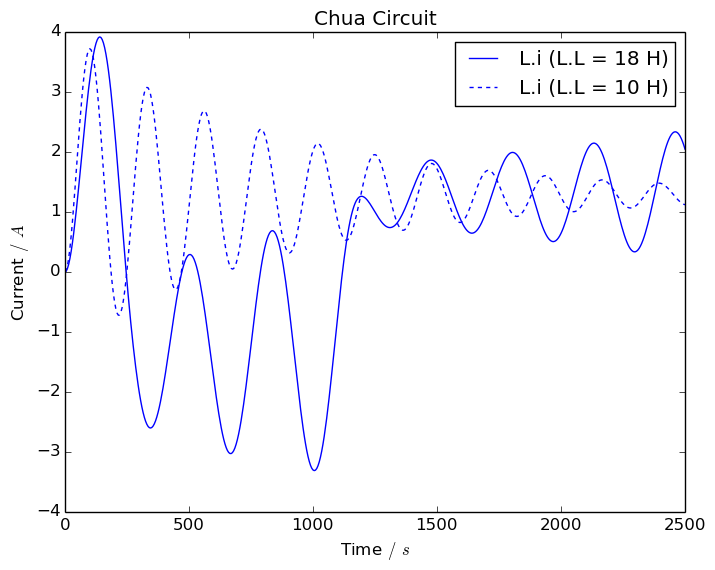 Chua Circuit
L.i (L.L = 18 H)
L.i (L.L = 10 H)
4
3
2
1
0
−1
−2
−3
−4
Current / A
0 500 1000 1500 2000 2500
Time / s